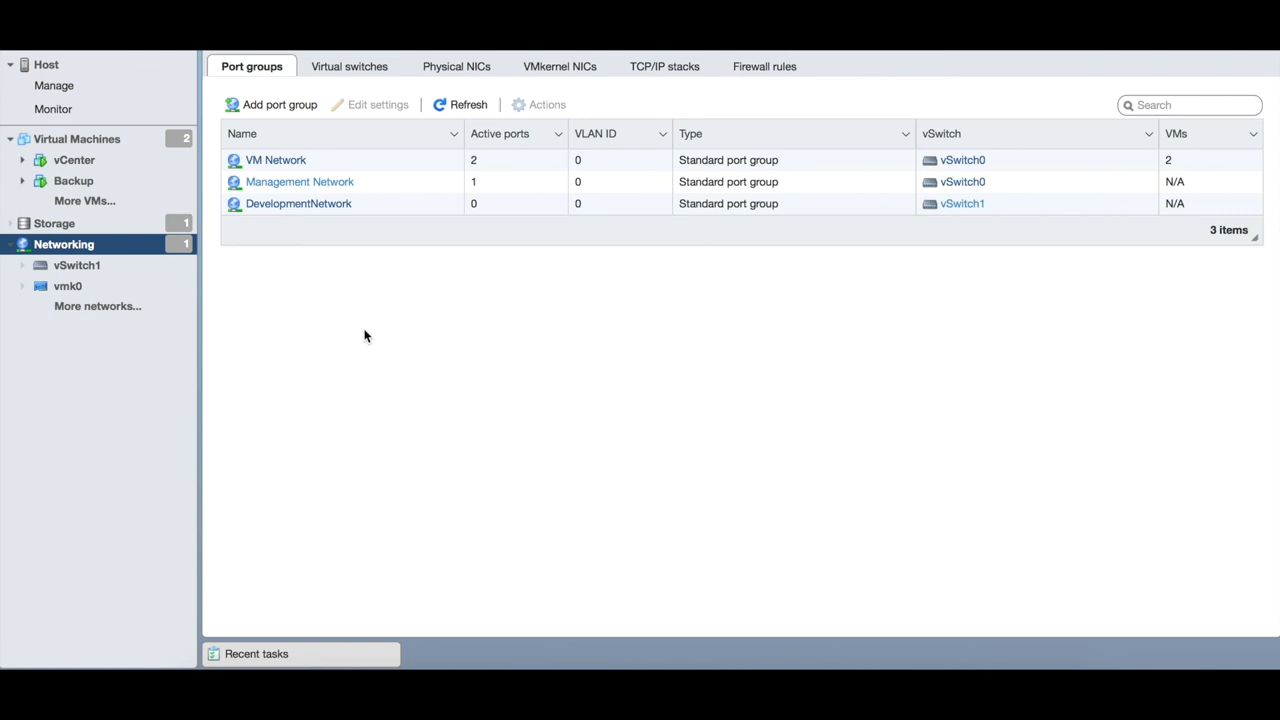 Host
Manage
Monitor
Virtual Machines 2
vCenter
Backup
More VMs...
Storage 1
Networking 1
vSwitch1
vmk0
More networks...
Port groups Virtual switches Physical NICs VMkernel NICs TCP/IP stacks Firewall rules
Add port group Edit settings Refresh Actions Search
Name Active ports VLAN ID Type vSwitch VMs
VM Network 2 0 Standard port group vSwitch0 2
Management Network 1 0 Standard port group vSwitch0 N/A
DevelopmentNetwork 0 0 Standard port group vSwitch1 N/A
3 items
Recent tasks